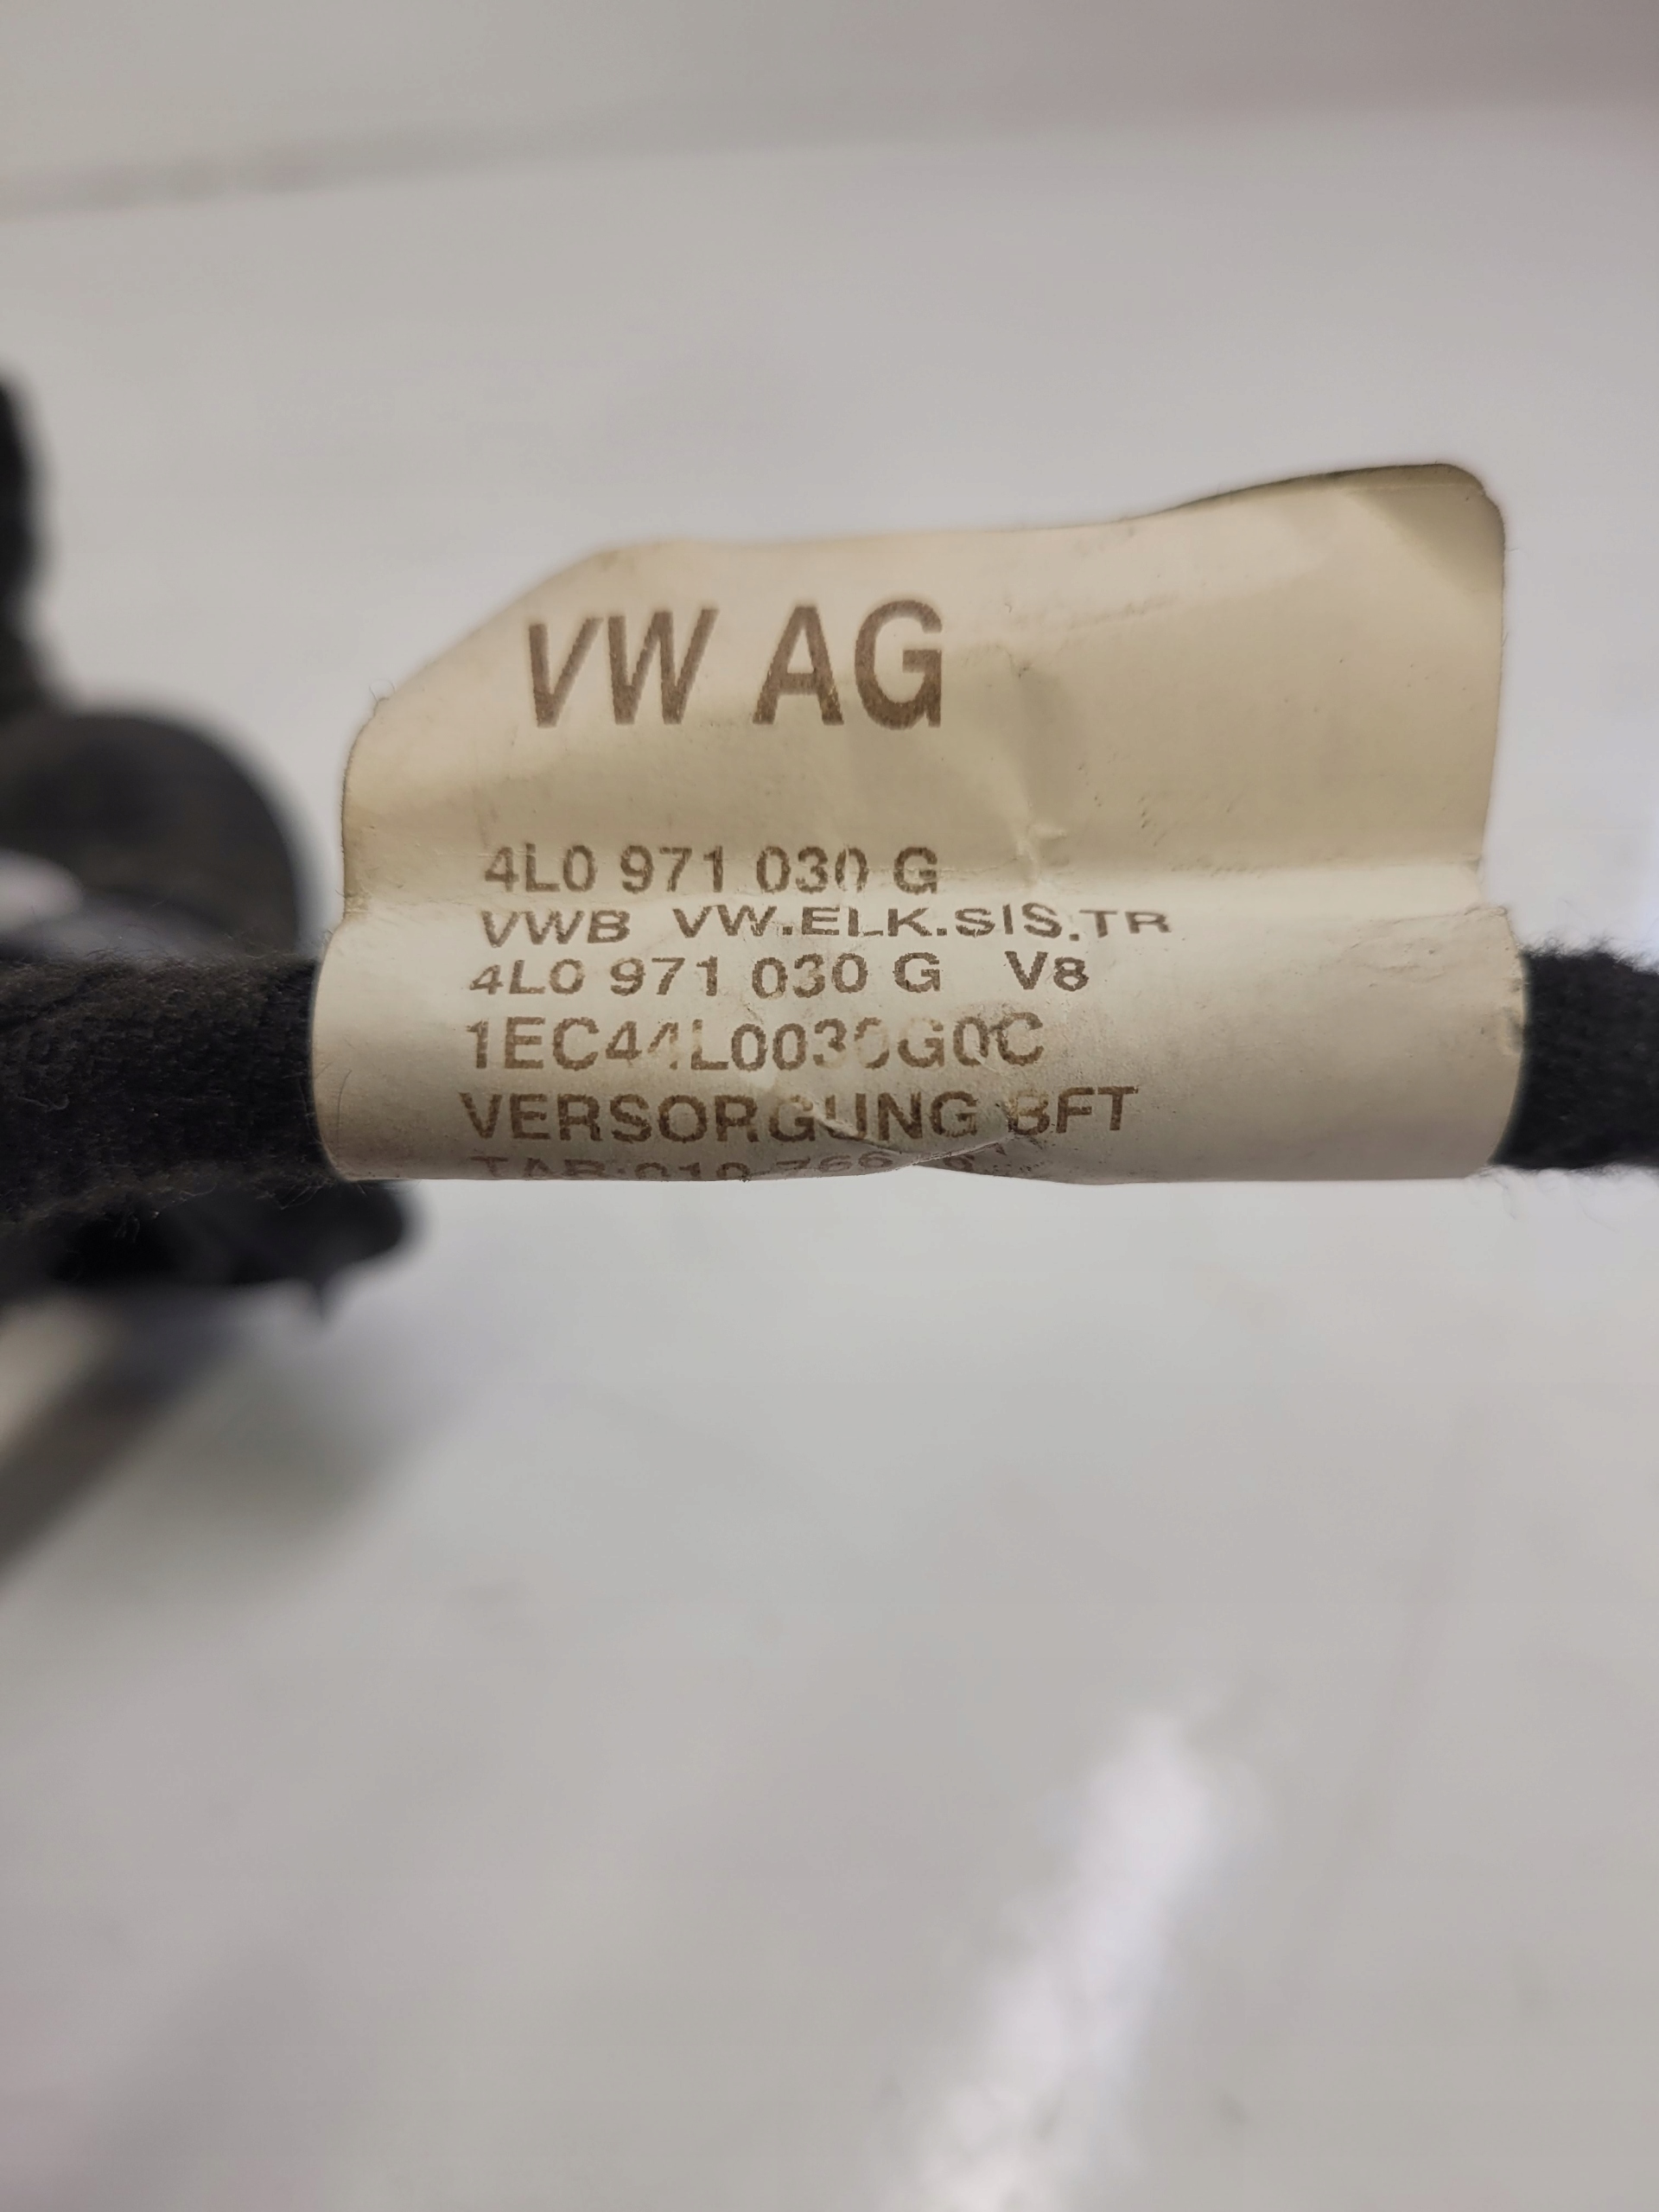 VW AG
4L0 971 030 G
VWB VW.ELK.SIS.TR
4L0 971 030 G V8
1EC44L0030G0C
VERSORGUNG BFT